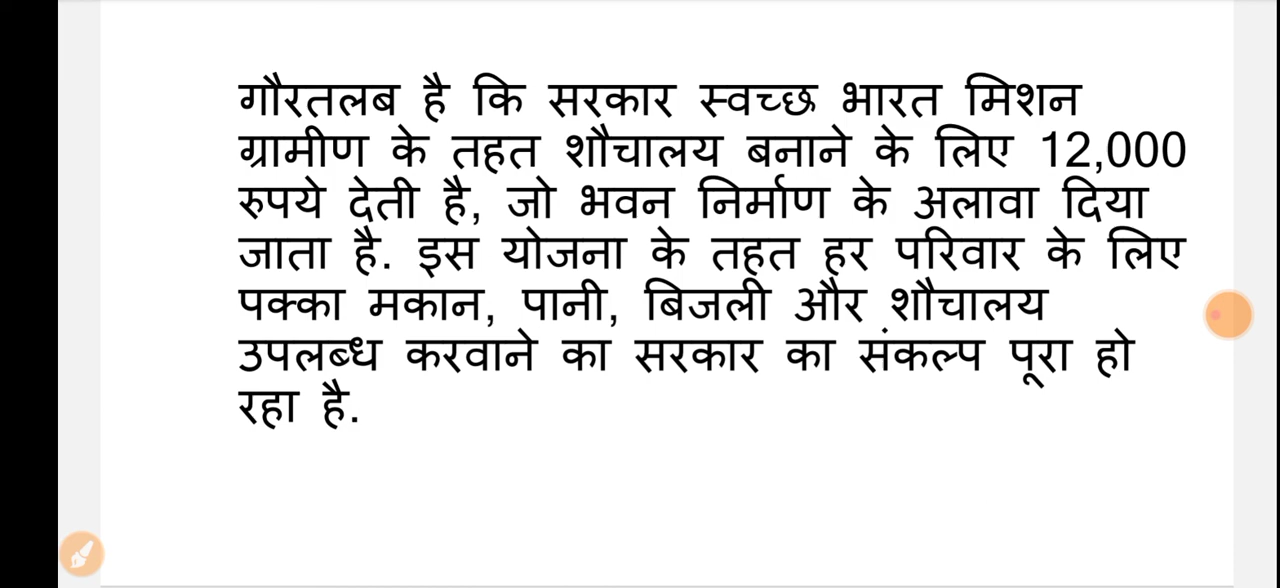 गौरतलब है कि सरकार स्वच्छ भारत मिशन
ग्रामीण के तहत शौचालय बनाने के लिए 12,000
रुपये देती है, जो भवन निर्माण के अलावा दिया
जाता है. इस योजना के तहत हर परिवार के लिए
पक्का मकान, पानी, बिजली और शौचालय
उपलब्ध करवाने का सरकार का संकल्प पूरा हो
रहा है.